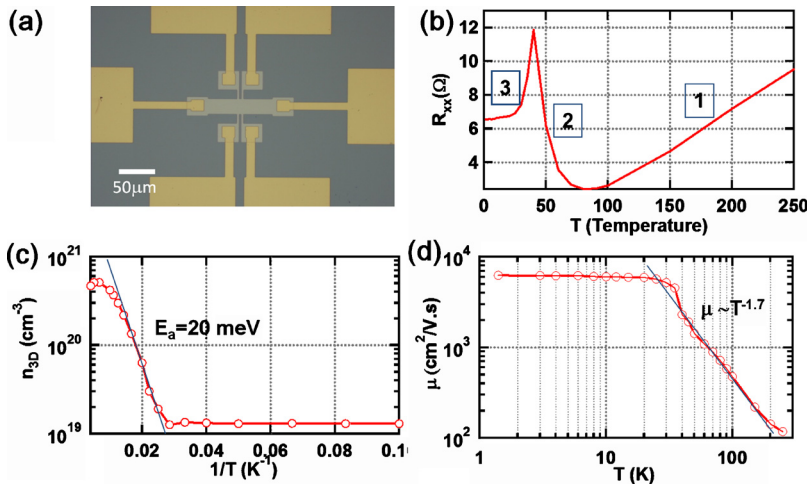 (a)
50μm
(b)
R_xx(Ω)
12
10
8
6
4
3
2
1
0
50
100
150
200
250
T (Temperature)
(c)
n_3D (cm^-3)
10^21
10^20
10^19
E_a=20 meV
0.02
0.04
0.06
0.08
0.1
1/T (K^-1)
(d)
μ (cm^2/V.s)
10^4
10^3
10^2
μ ~T^-1.7
1
10
100
T (K)